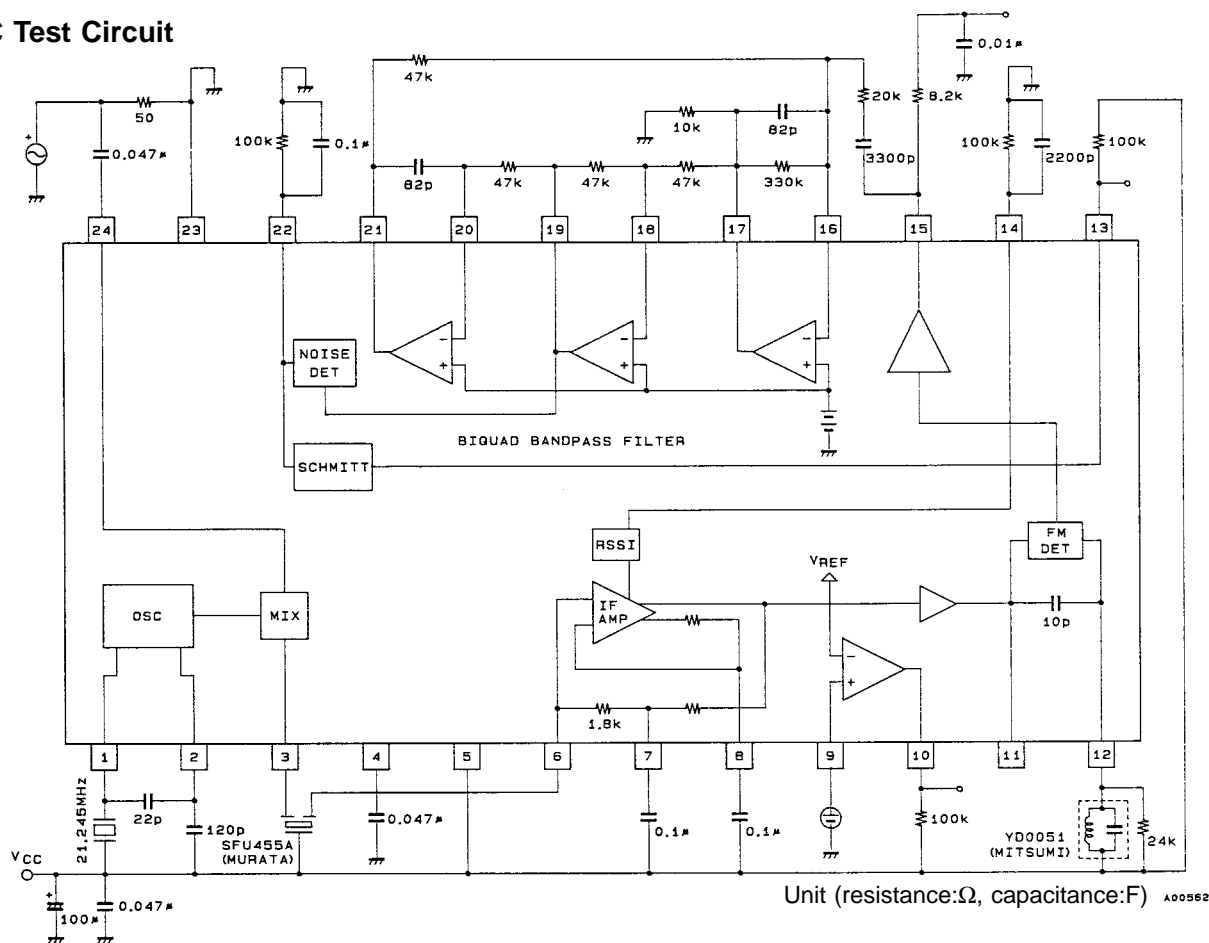 C Test Circuit
47k
0.01μ
50
20k
8.2k
100k
0.1μ
10k
82p
100k
2200p
100k
0.047μ
3300p
82p
47k
47k
47k
330k
24
23
22
21
20
19
18
17
16
15
14
13
NOISE
DET
-
+
-
+
-
+
BIQUAD BANDPASS FILTER
SCHMITT
RSSI
VREF
FM
DET
OSC
MIX
IF
AMP
10p
-
+
1.8k
1
2
3
4
5
6
7
8
9
10
11
12
21.245MHz
22p
120p
SFU455A
(MURATA)
0.047μ
0.1μ
0.1μ
100k
YD0051
(MITSUMI)
24k
VCC
+
100μ
0.047μ
Unit (resistance:Ω, capacitance:F)
A00562